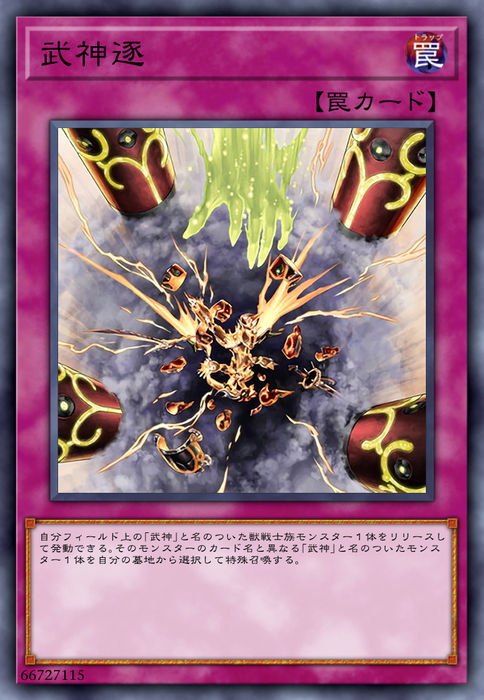 武神逐
トラップ
罠
【罠カード】
自分フィールド上の「武神」と名のついた獣戦士族モンスター１体をリリースし
て発動できる。そのモンスターのカード名と異なる「武神」と名のついたモンス
ター１体を自分の墓地から選択して特殊召喚する。
66727115